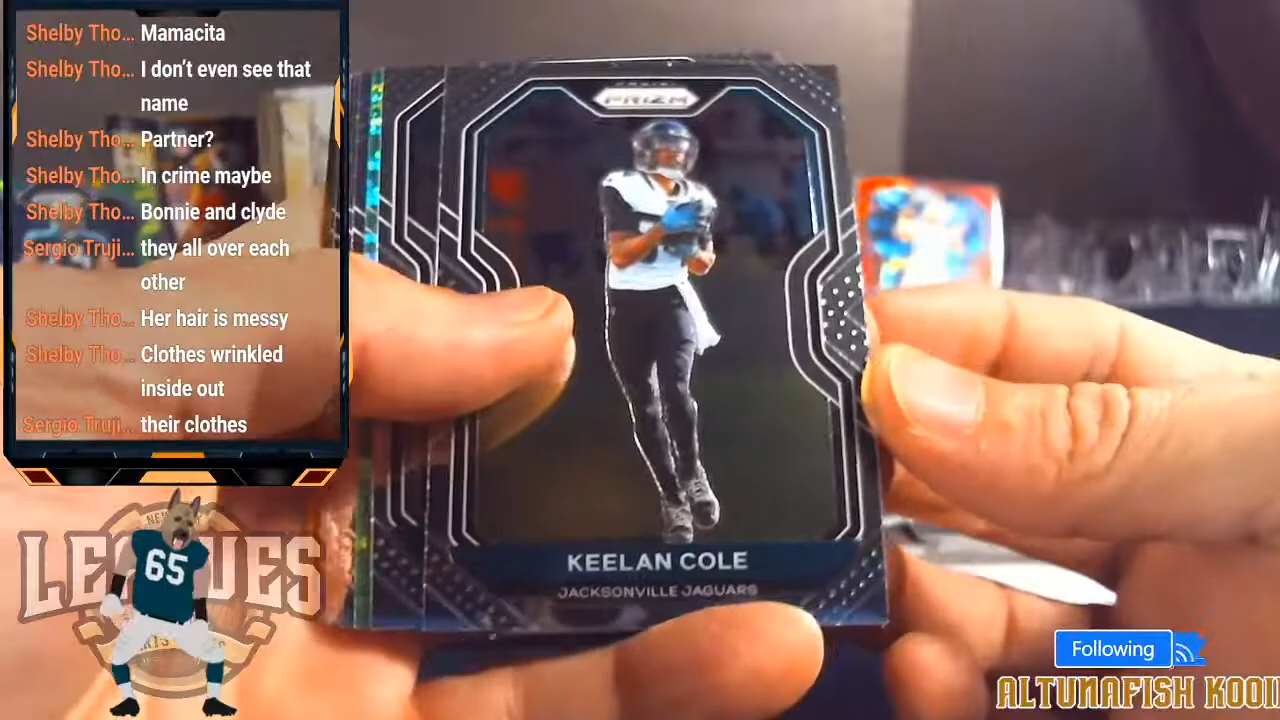 Shelby Tho... Mamacita
Shelby Tho... I don't even see that
name
Shelby Tho... Partner?
Shelby Tho... In crime maybe
Shelby Tho... Bonnie and clyde
Sergio Truji... they all over each
other
Shelby Tho... Her hair is messy
Shelby Tho... Clothes wrinkled
inside out
Sergio Truji... their clothes
PRIZM
KEELAN COLE
JACKSONVILLE JAGUARS
65
Following
ALTUNAFISH KOOI